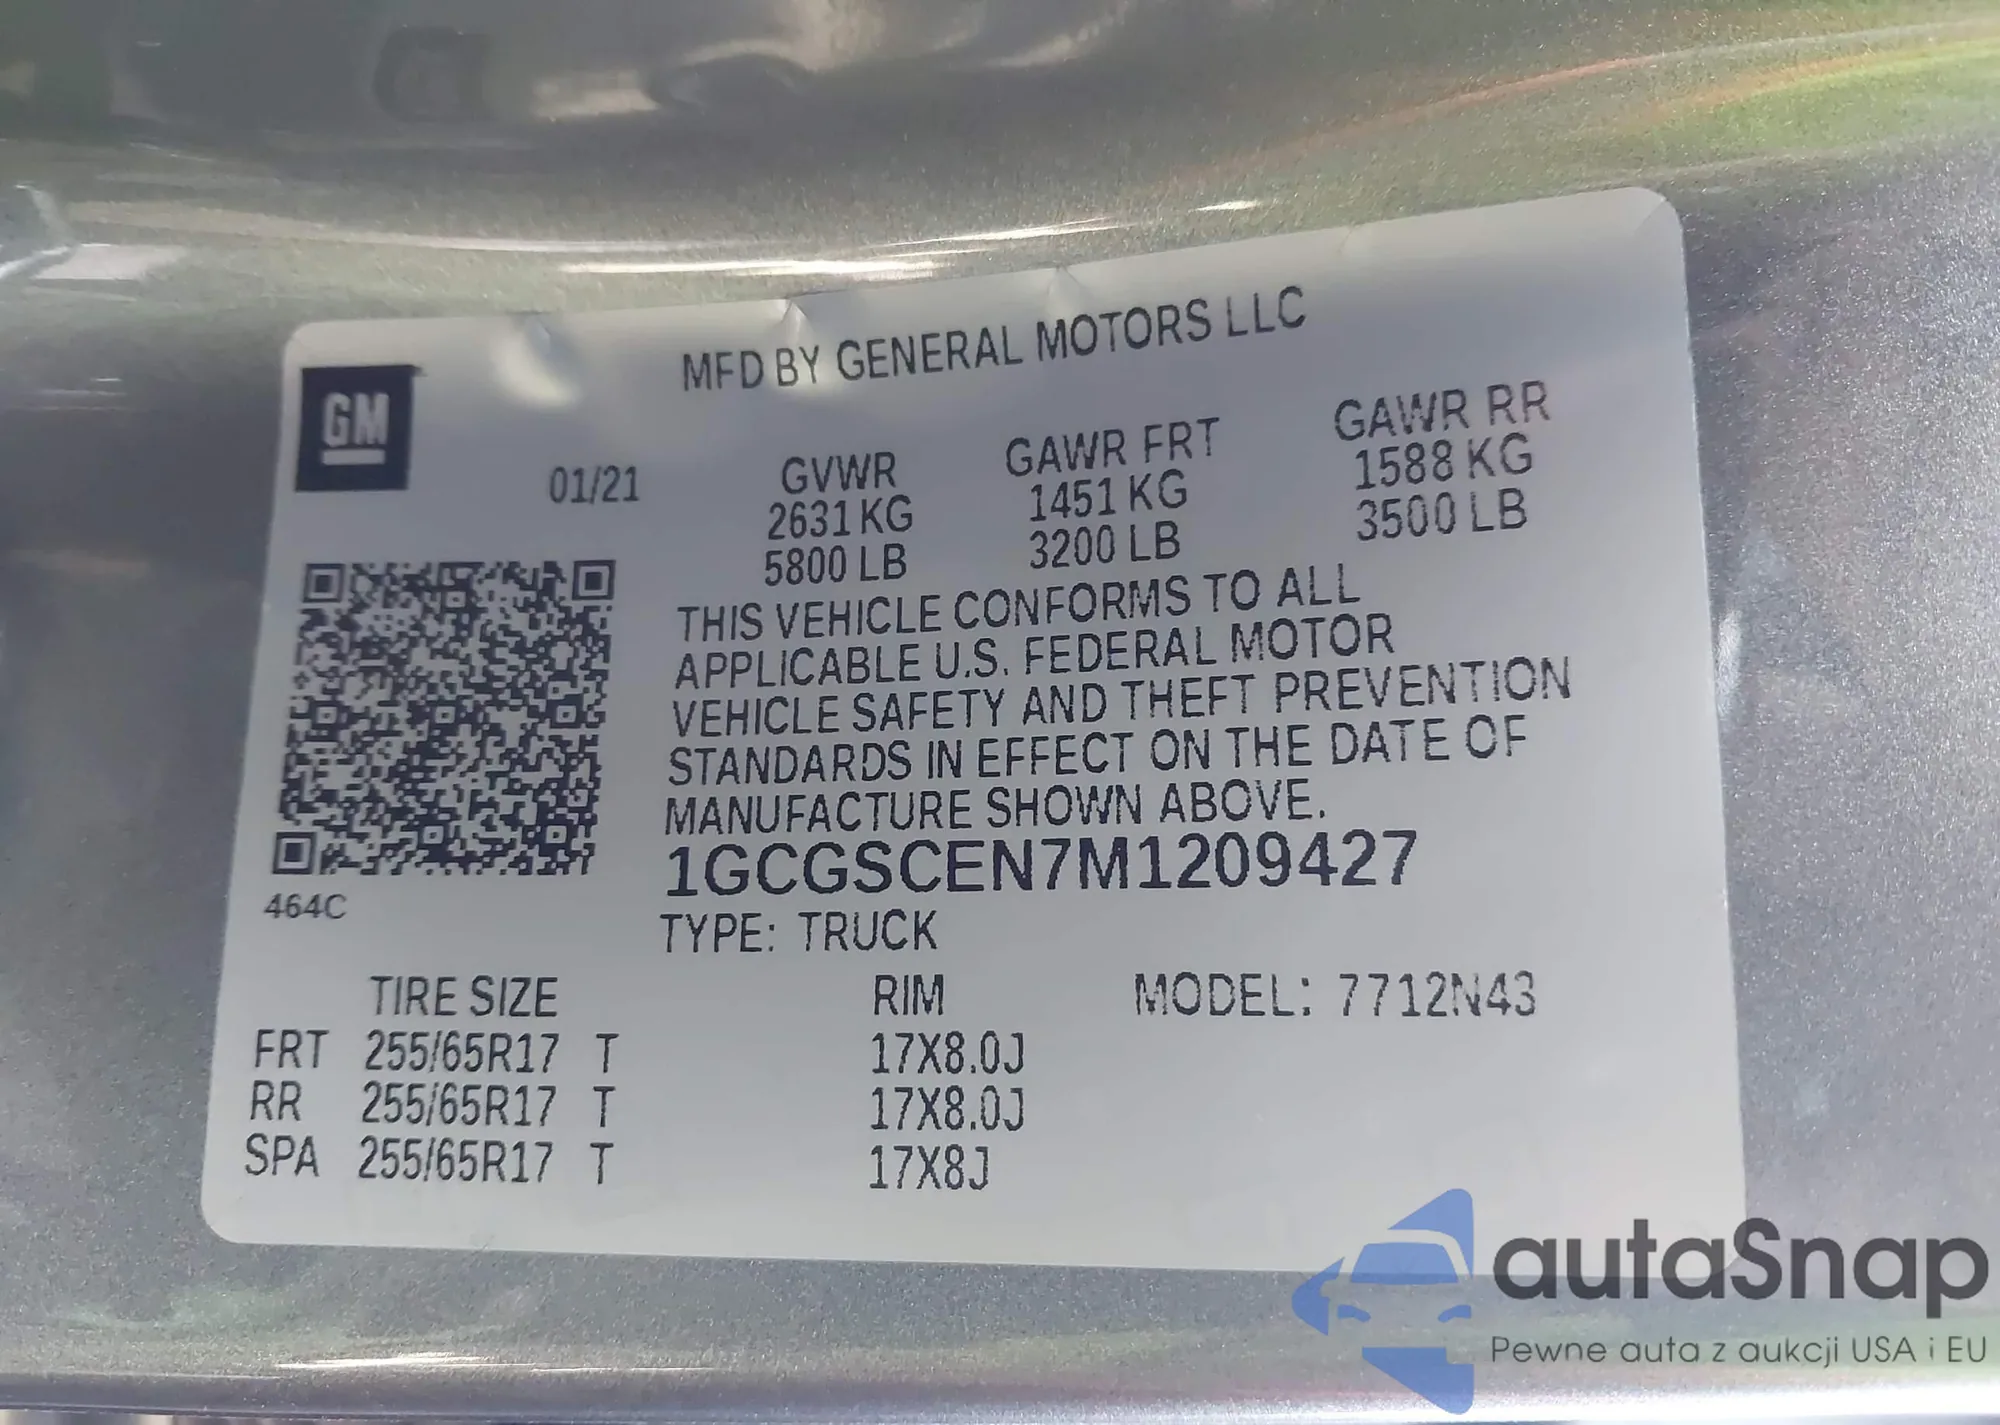 MFD BY GENERAL MOTORS LLC
GM
01/21
GVWR GAWR FRT GAWR RR
2631 KG 1451 KG 1588 KG
5800 LB 3200 LB 3500 LB
THIS VEHICLE CONFORMS TO ALL
APPLICABLE U.S. FEDERAL MOTOR
VEHICLE SAFETY AND THEFT PREVENTION
STANDARDS IN EFFECT ON THE DATE OF
MANUFACTURE SHOWN ABOVE.
1GCGSCEN7M1209427
464C
TYPE: TRUCK
TIRE SIZE RIM MODEL: 7712N43
FRT 255/65R17 T 17X8.0J
RR 255/65R17 T 17X8.0J
SPA 255/65R17 T 17X8J
autaSnap
Pewne auta z aukcji USA i EU